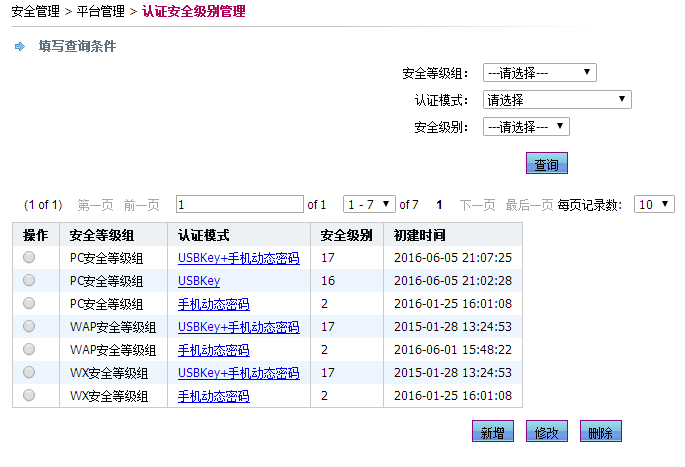 安全管理 > 平台管理 > 认证安全级别管理
填写查询条件
安全等级组： ---请选择---
认证模式： 请选择
安全级别： ---请选择---
查询
(1 of 1) 第一页 前一页 1 of 1 1 - 7 of 7 1 下一页 最后一页 每页记录数： 10
操作 安全等级组 认证模式 安全级别 初建时间
PC安全等级组 USBKey+手机动态密码 17 2016-06-05 21:07:25
PC安全等级组 USBKey 16 2016-06-05 21:02:28
PC安全等级组 手机动态密码 2 2016-01-25 16:01:08
WAP安全等级组 USBKey+手机动态密码 17 2015-01-28 13:24:53
WAP安全等级组 手机动态密码 2 2016-06-01 15:48:22
WX安全等级组 USBKey+手机动态密码 17 2015-01-28 13:24:53
WX安全等级组 手机动态密码 2 2016-01-25 16:01:08
新增 修改 删除